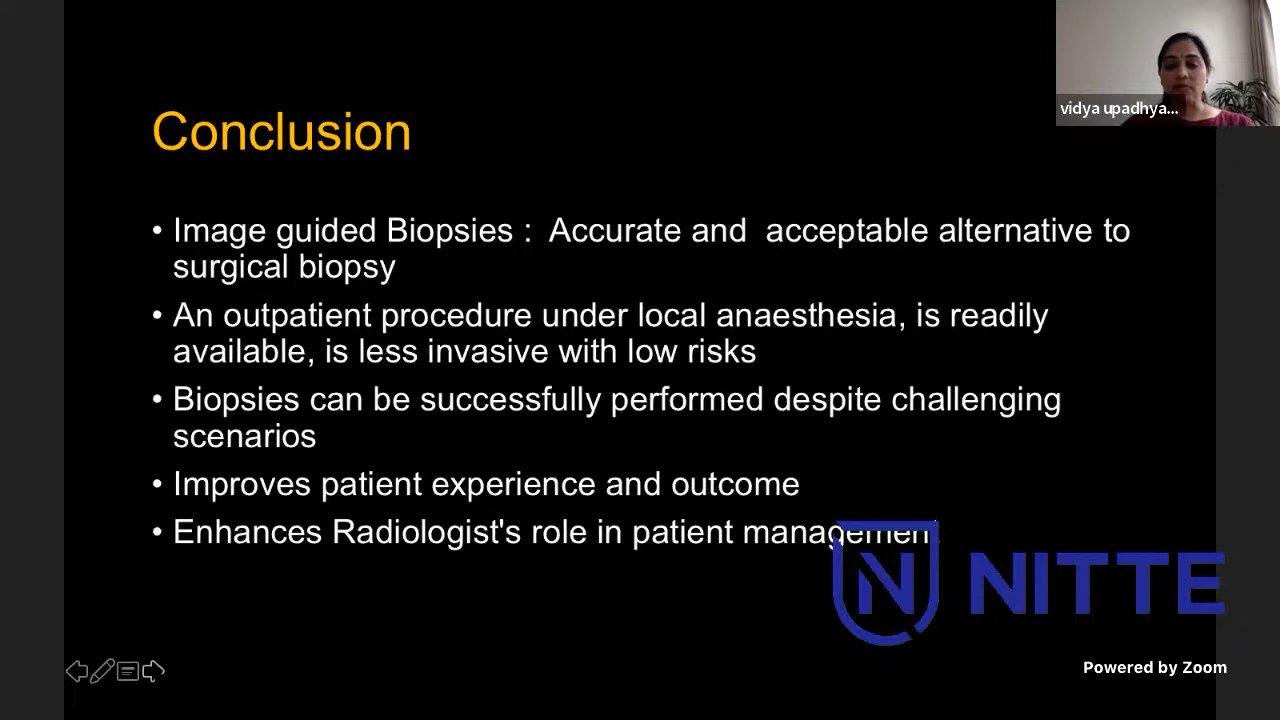 vidya upadhya...
Conclusion
• Image guided Biopsies :  Accurate and  acceptable alternative to
surgical biopsy
• An outpatient procedure under local anaesthesia, is readily
available, is less invasive with low risks
• Biopsies can be successfully performed despite challenging
scenarios
• Improves patient experience and outcome
• Enhances Radiologist's role in patient management
N NITTE
Powered by Zoom